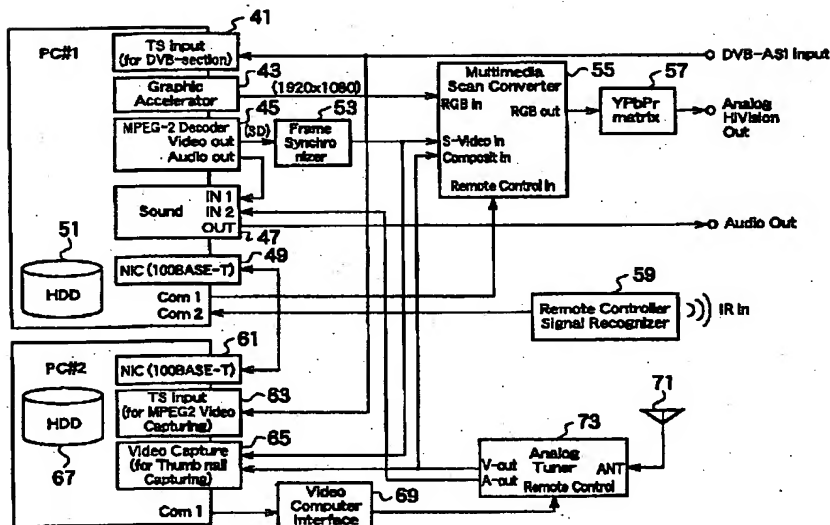 41
PC#1
TS Input
(for DVB-section)
DVB-ASI Input
43
Graphic
Accelerator
(1920x1080)
Multimedia
Scan Converter
55
RGB in
RGB out
57
YPbPr
matrix
Analog
HiVision
Out
45
MPEG-2 Decoder
Video out
Audio out
(SD)
53
Frame
Synchro
nizer
S-Video in
Composit in
Remote Control in
Sound
IN 1
IN 2
OUT
47
Audio Out
51
HDD
49
NIC (100BASE-T)
Com 1
Com 2
59
Remote Controller
Signal Recognizer
IR in
61
PC#2
NIC (100BASE-T)
63
TS Input
(for MPEG2 Video
Capturing)
HDD
67
65
Video Capture
(for Thumb nail
Capturing)
71
73
Analog
Tuner
V-out
A-out
ANT
Remote Control
Com 1
Video
Computer
Interface
69